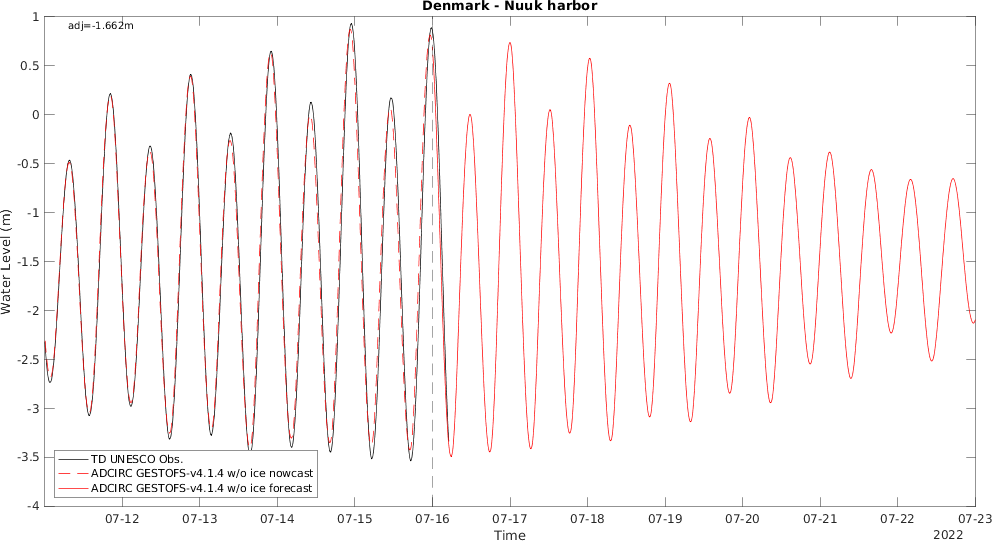 Denmark - Nuuk harbor
adj=-1.662m
1
0.5
0
-0.5
-1
-1.5
-2
-2.5
-3
-3.5
-4
Water Level (m)
TD UNESCO Obs.
ADCIRC GESTOFS-v4.1.4 w/o ice nowcast
ADCIRC GESTOFS-v4.1.4 w/o ice forecast
07-12 07-13 07-14 07-15 07-16 07-17 07-18 07-19 07-20 07-21 07-22 07-23
Time
2022